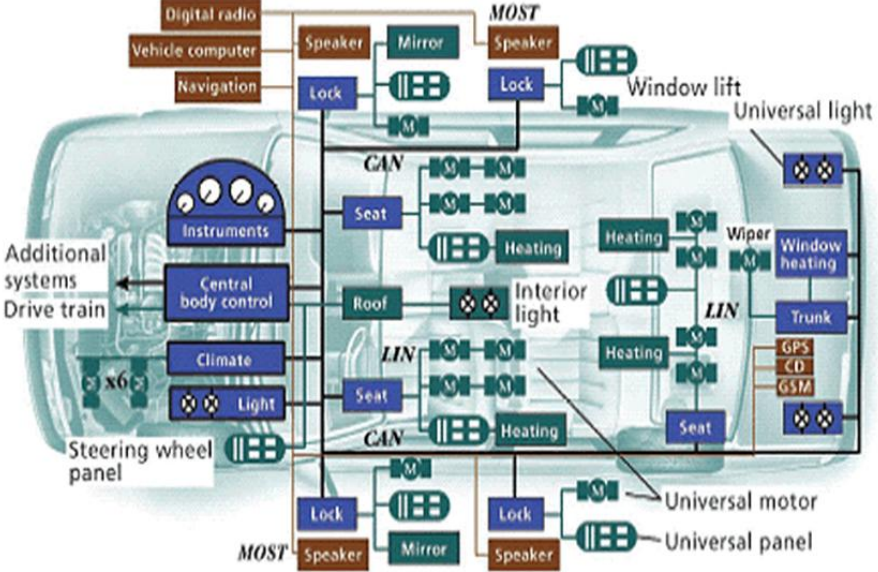 Digital radio
MOST
Speaker
Mirror
Speaker
Vehicle computer
Navigation
Lock
Lock
M
M
Window lift
Universal light
CAN
M
M
Seat
M
M
Instruments
Heating
Heating
M
M
Wiper
M
Window
heating
Additional
systems
Central
body control
Drive train
Roof
Interior
light
LIN
Trunk
LIN
M
M
M
Climate
Heating
GPS
CD
GSM
x6
M
M
M
Seat
Light
CAN
Heating
Seat
Steering wheel
panel
M
M
Universal motor
Lock
Lock
Universal panel
MOST
Speaker
Mirror
Speaker